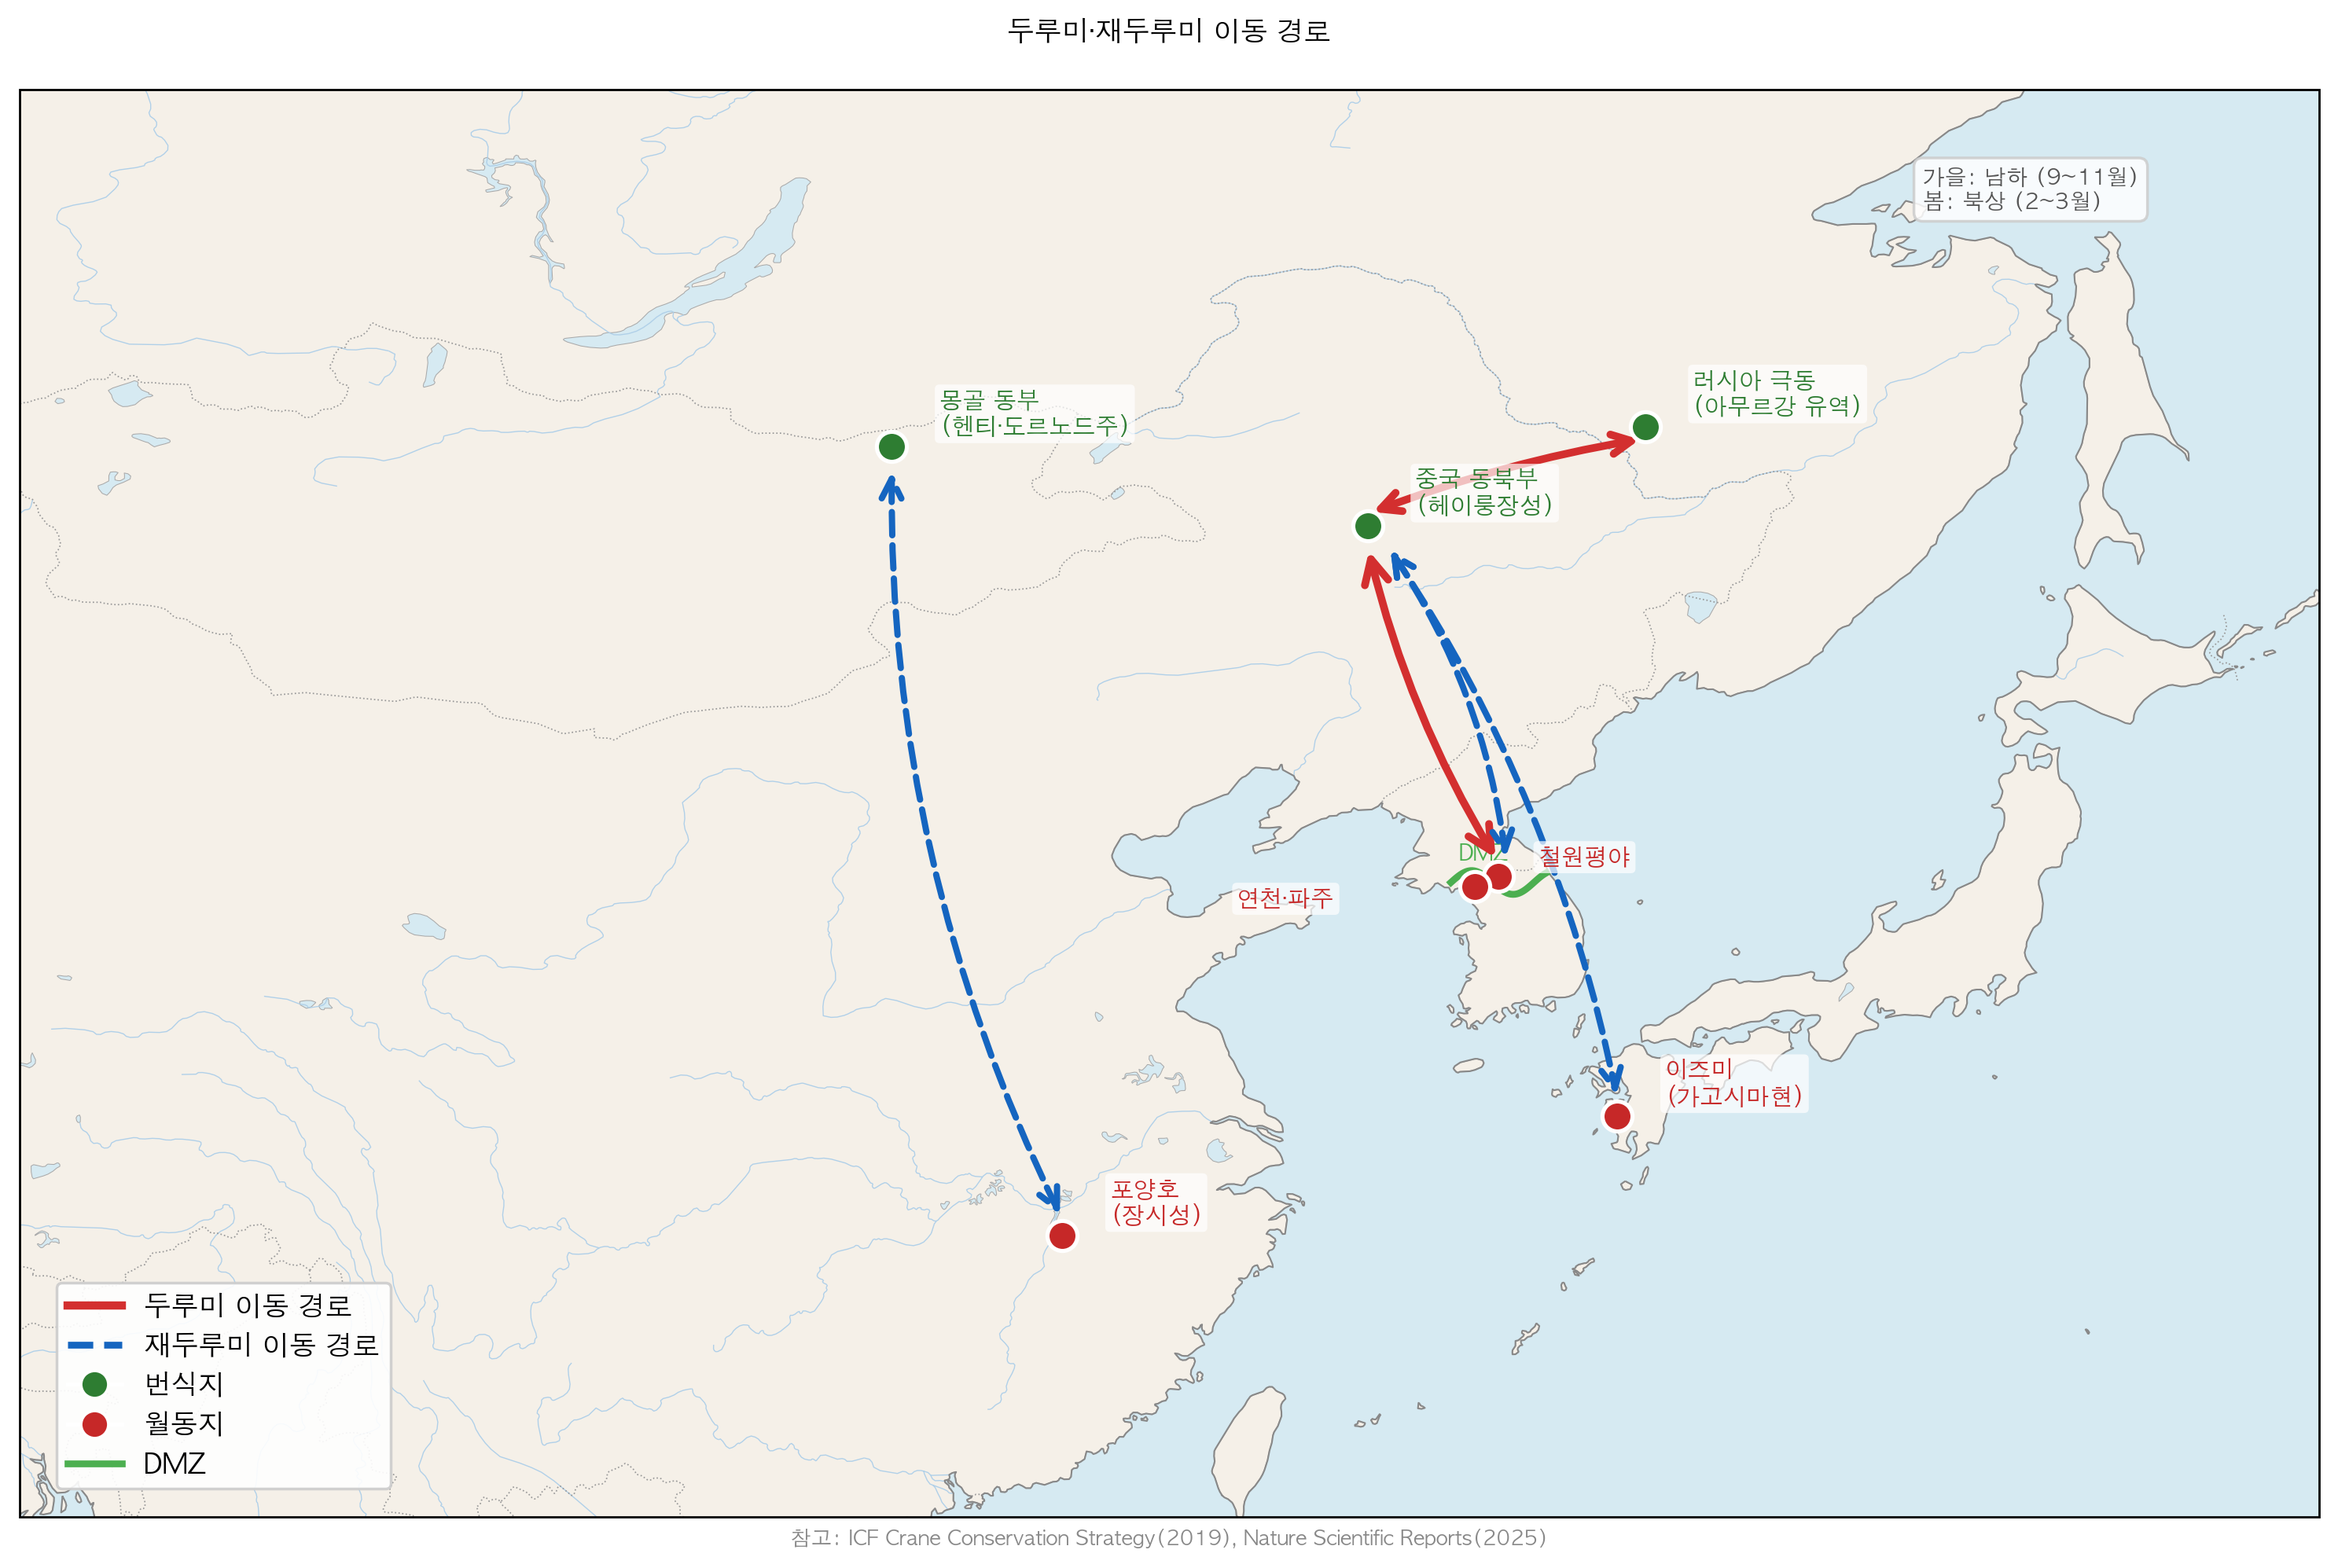 두루미·재두루미 이동 경로
가을: 남하 (9~11월)
봄: 북상 (2~3월)
러시아 극동
(아무르강 유역)
몽골 동부
(헨티·도르노드주)
중국 동북부
(헤이룽장성)
DMZ
철원평야
연천·파주
이즈미
(가고시마현)
포양호
(장시성)
두루미 이동 경로
재두루미 이동 경로
번식지
월동지
DMZ
참고: ICF Crane Conservation Strategy(2019), Nature Scientific Reports(2025)